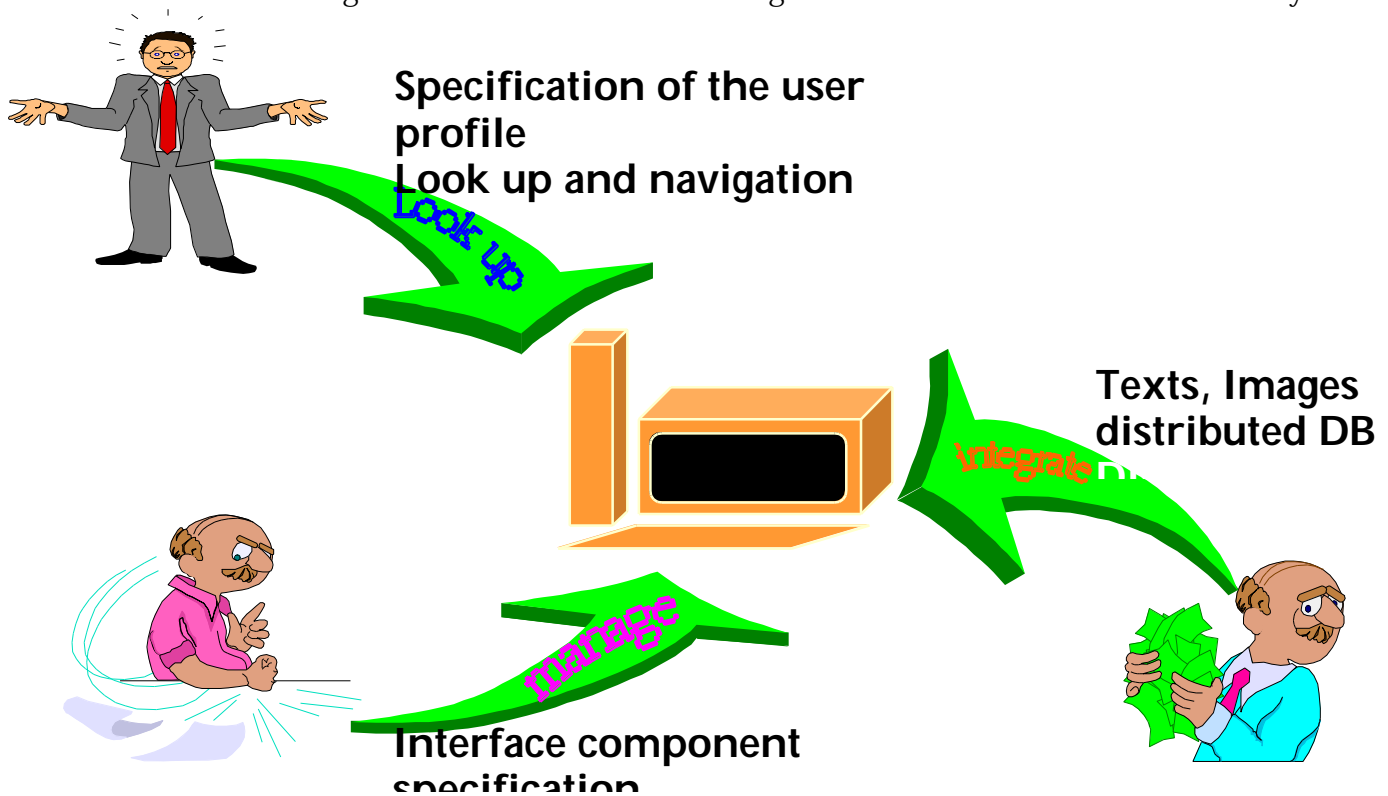 Specification of the user
profile
Look up and navigation
Look up
Texts, Images
distributed DB
integrate
manage
Interface component
specification